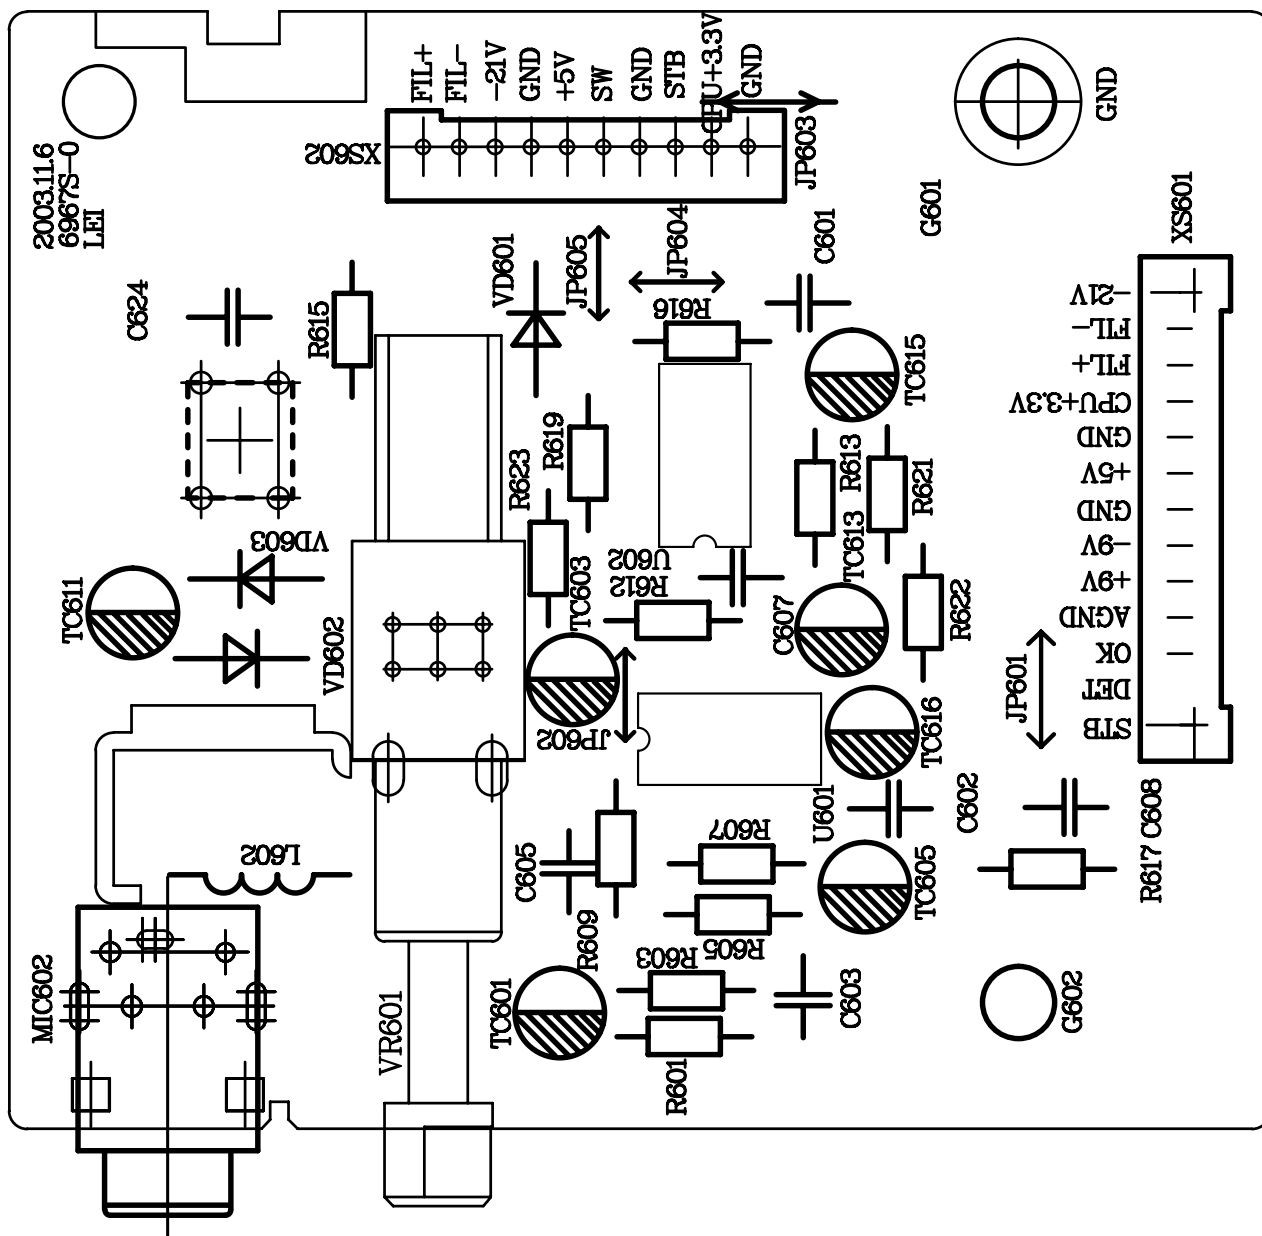 FIL+
FIL-
-21V
GND
+5V
SW
GND
STB
CPU+3.3V
GND
XS602
JP603
GND
2003.11.6
6967S-0
LEI
G601
XS601
C624
R615
VD601
JP605
JP604
R616
C601
TC615
-21V
FIL-
FIL+
CPU+3.3V
GND
+5V
GND
-9V
+9V
AGND
OK
DET
STB
R623
R619
R613
R621
TC613
VD603
U602
R612
TC603
TC611
VD602
C607
R622
JP601
JP602
TC616
U601
C602
C608
R617
L602
R607
C605
TC605
R609
R605
R603
MIC602
VR601
TC601
C603
G602
R601